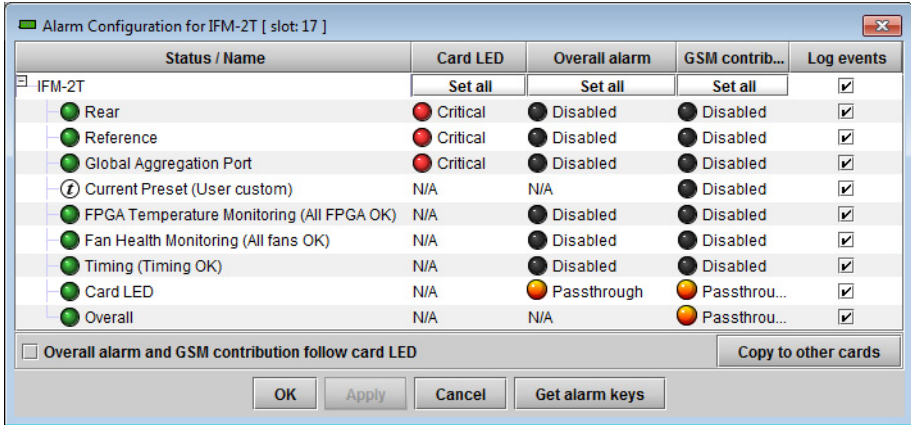 Alarm Configuration for IFM-2T [ slot: 17 ]
Status / Name Card LED Overall alarm GSM contrib... Log events
IFM-2T Set all Set all Set all
Rear Critical Disabled Disabled
Reference Critical Disabled Disabled
Global Aggregation Port Critical Disabled Disabled
t Current Preset (User custom) N/A N/A Disabled
FPGA Temperature Monitoring (All FPGA OK) N/A Disabled Disabled
Fan Health Monitoring (All fans OK) N/A Disabled Disabled
Timing (Timing OK) N/A Disabled Disabled
Card LED N/A Passthrough Passthrou...
Overall N/A N/A Passthrou...
Overall alarm and GSM contribution follow card LED Copy to other cards
OK Apply Cancel Get alarm keys